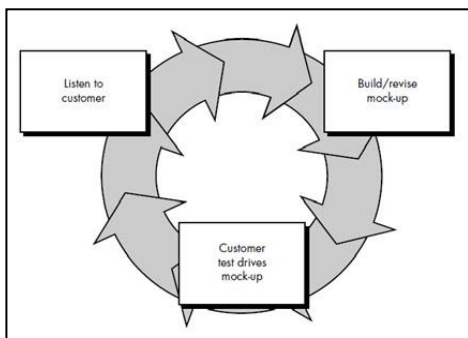 Listen to
customer
Build/revise
mock-up
Customer
test drives
mock-up